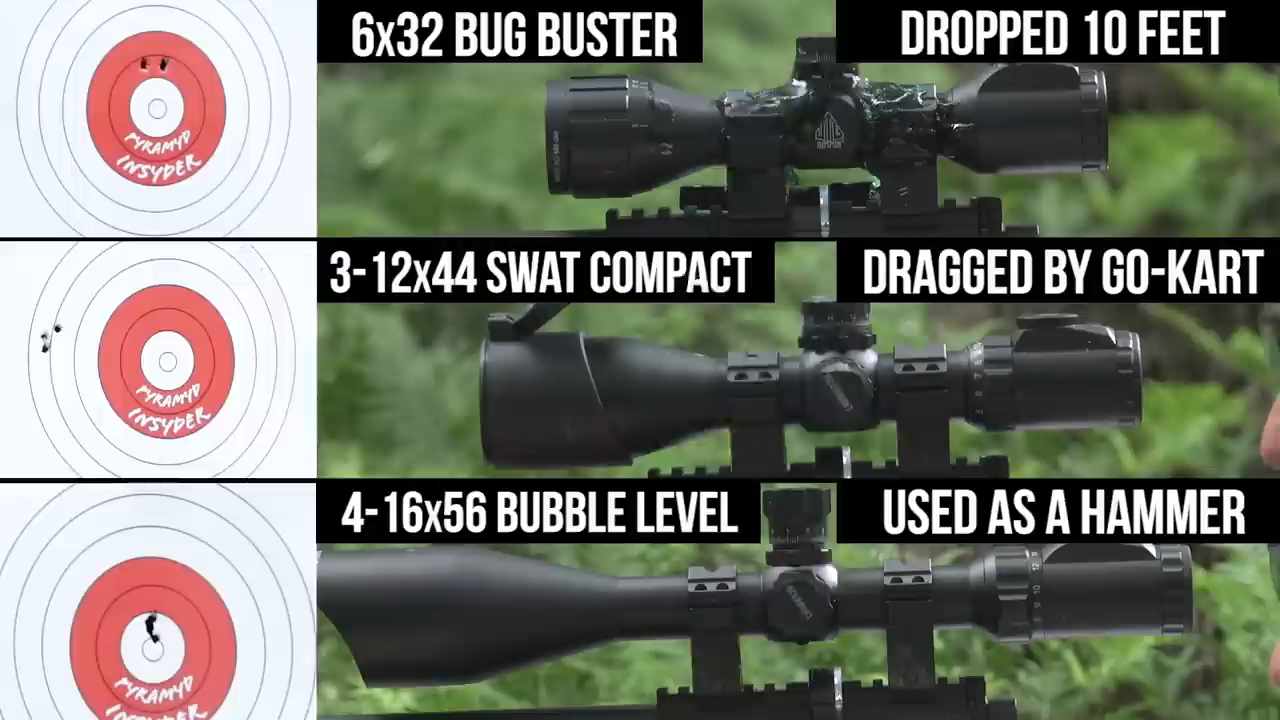 6x32 BUG BUSTER
DROPPED 10 FEET
PYRAMYD
INSYDER
3-12x44 SWAT COMPACT
DRAGGED BY GO-KART
PYRAMYD
INSYDER
4-16x56 BUBBLE LEVEL
USED AS A HAMMER
PYRAMYD
INSYDER